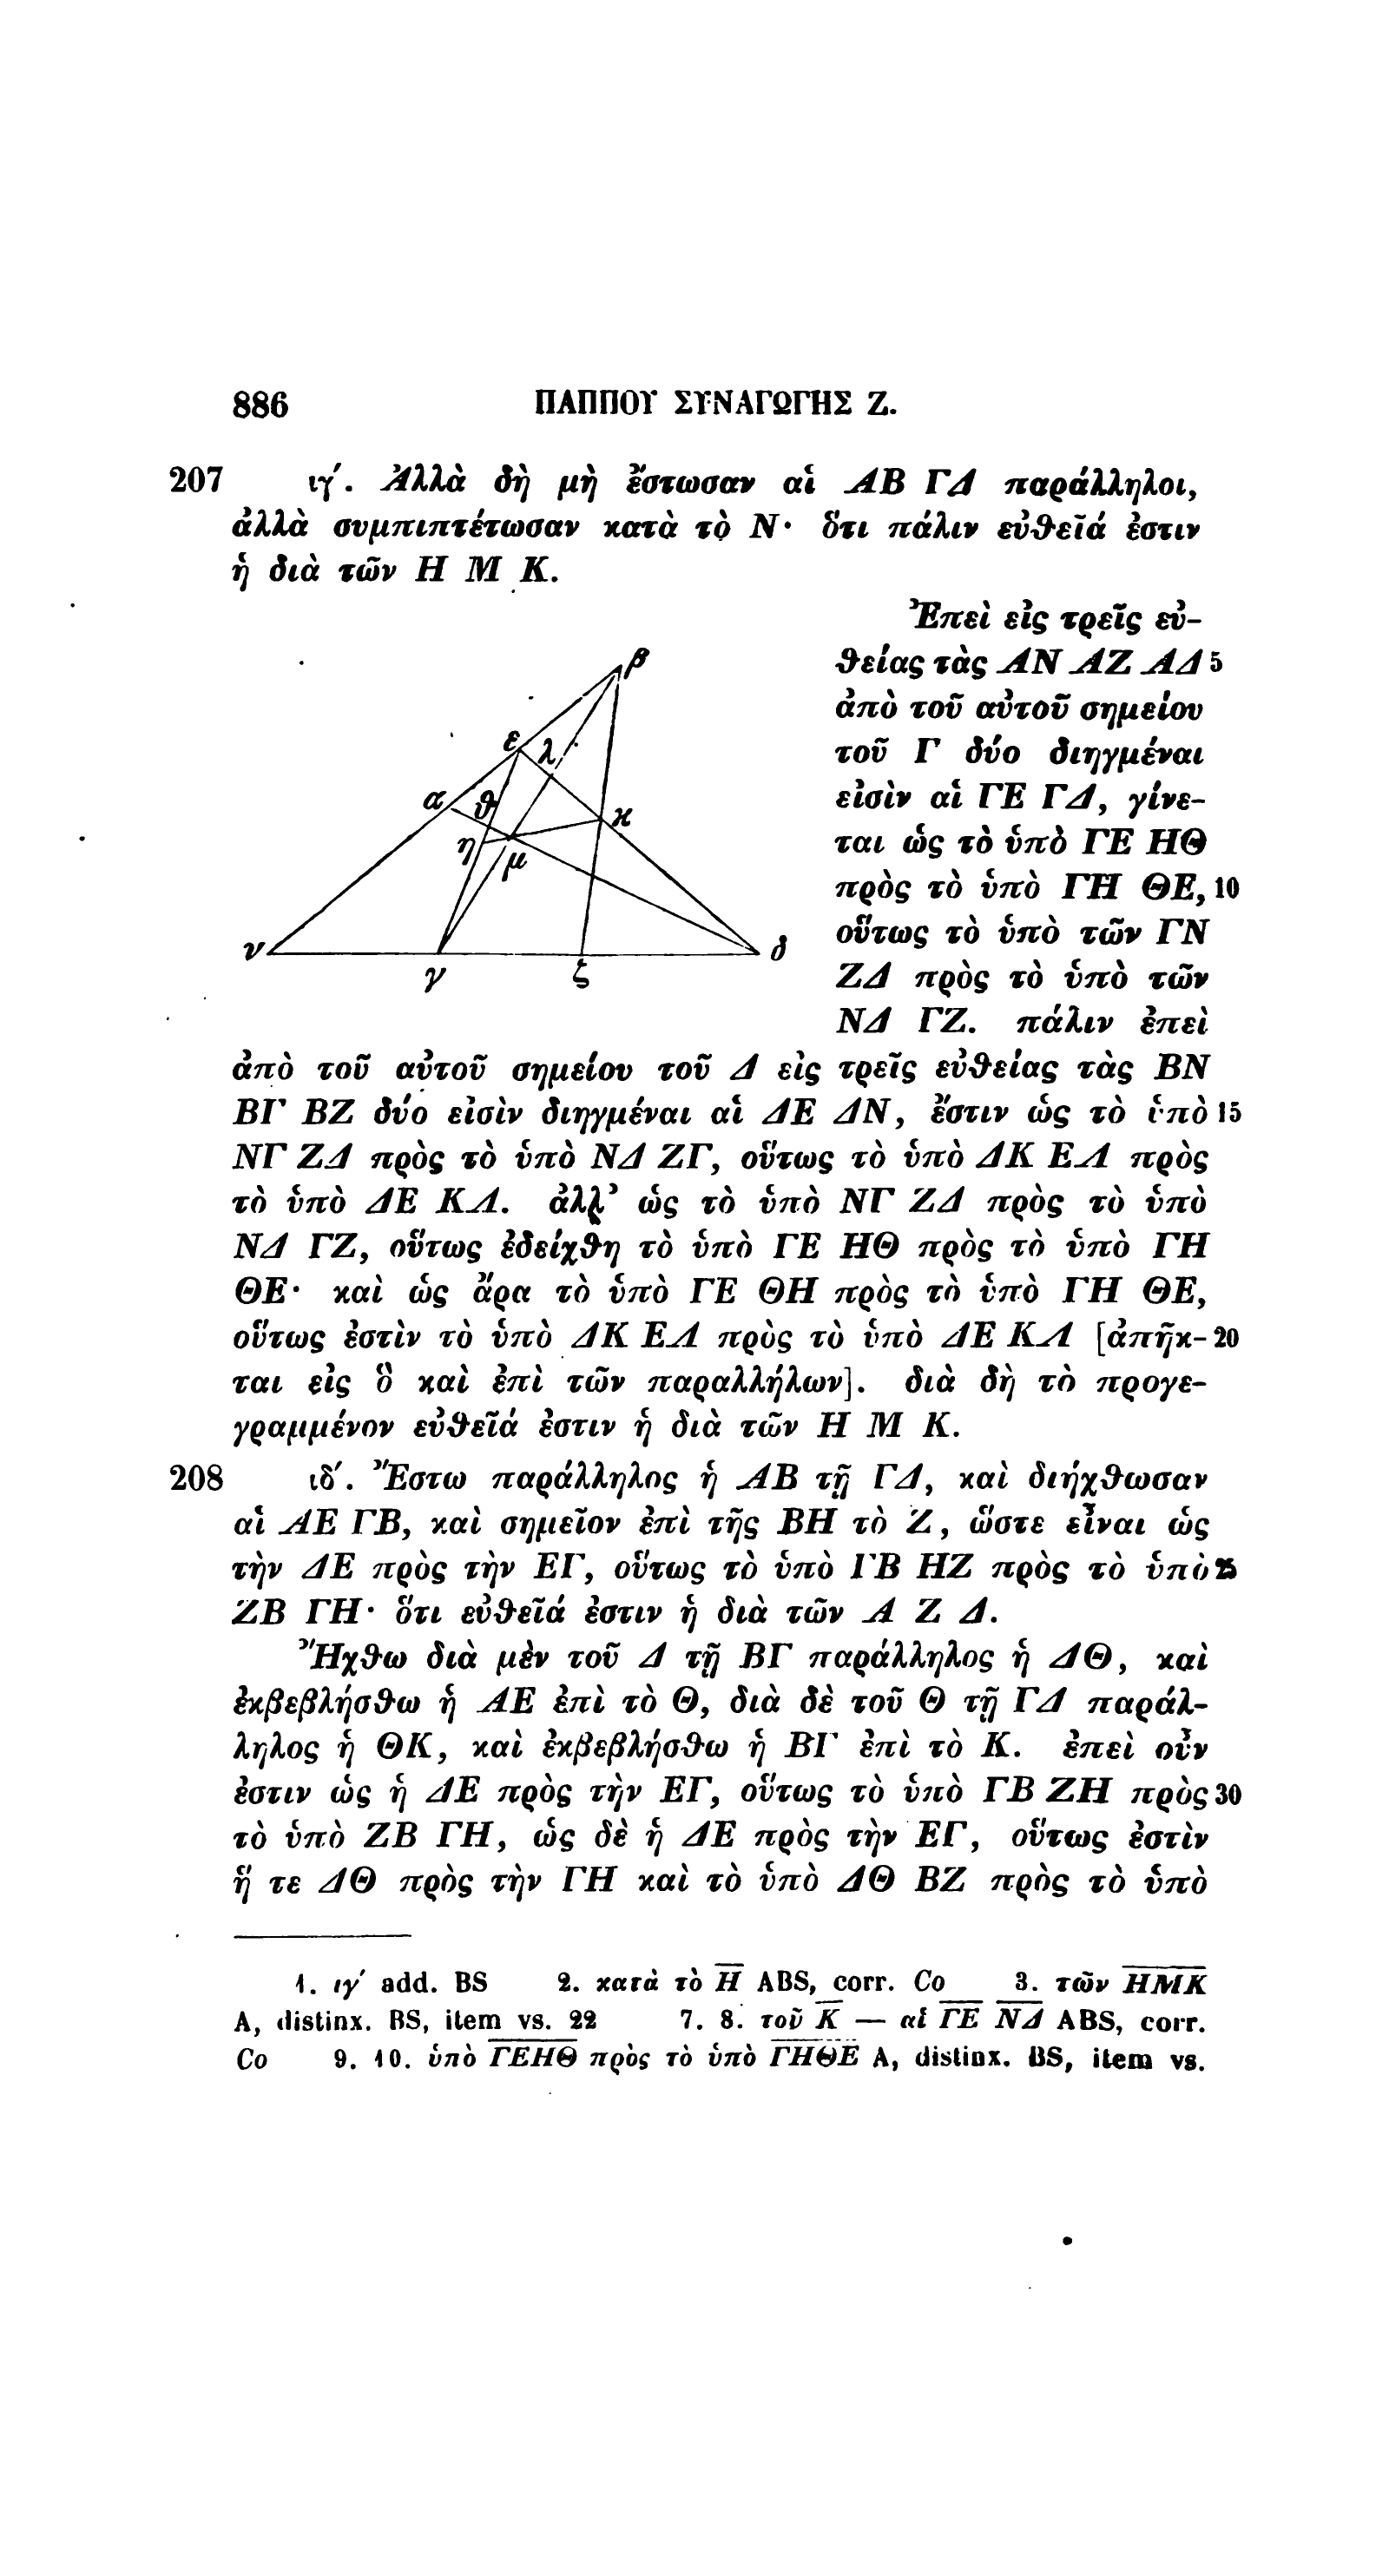 886 ΠΑΠΠΟΥ ΣΥΝΑΓΩΓΗΣ Ζ.
207 ιγʹ. Ἀλλὰ δὴ μὴ ἔστωσαν αἱ ΑΒ ΓΔ παράλληλοι,
ἀλλὰ συμπιπτέτωσαν κατὰ τὸ Ν· ὅτι πάλιν εὐθεῖά ἐστιν
ἡ διὰ τῶν Η Μ Κ.
β
ε λ
α θ κ
η μ
ν δ
γ ζ
Ἐπεὶ εἰς τρεῖς εὐ-
θείας τὰς ΑΝ ΑΖ ΑΔ 5
ἀπὸ τοῦ αὐτοῦ σημείου
τοῦ Γ δύο διηγμέναι
εἰσὶν αἱ ΓΕ ΓΔ, γίνε-
ται ὡς τὸ ὑπὸ ΓΕ ΗΘ
πρὸς τὸ ὑπὸ ΓΗ ΘΕ, 10
οὕτως τὸ ὑπὸ τῶν ΓΝ
ΖΔ πρὸς τὸ ὑπὸ τῶν
ΝΔ ΓΖ. πάλιν ἐπεὶ
ἀπὸ τοῦ αὐτοῦ σημείου τοῦ Δ εἰς τρεῖς εὐθείας τὰς ΒΝ
ΒΓ ΒΖ δύο εἰσὶν διηγμέναι αἱ ΔΕ ΔΝ, ἔστιν ὡς τὸ ὑπὸ 15
ΝΓ ΖΔ πρὸς τὸ ὑπὸ ΝΔ ΖΓ, οὕτως τὸ ὑπὸ ΔΚ ΕΛ πρὸς
τὸ ὑπὸ ΔΕ ΚΛ. ἀλλ' ὡς τὸ ὑπὸ ΝΓ ΖΔ πρὸς τὸ ὑπὸ
ΝΔ ΓΖ, οὕτως ἐδείχθη τὸ ὑπὸ ΓΕ ΗΘ πρὸς τὸ ὑπὸ ΓΗ
ΘΕ· καὶ ὡς ἄρα τὸ ὑπὸ ΓΕ ΘΗ πρὸς τὸ ὑπὸ ΓΗ ΘΕ,
οὕτως ἐστὶν τὸ ὑπὸ ΔΚ ΕΛ πρὸς τὸ ὑπὸ ΔΕ ΚΛ [ἀπῆκ- 20
ται εἰς ὃ καὶ ἐπὶ τῶν παραλλήλων]. διὰ δὴ τὸ προγε-
γραμμένον εὐθεῖά ἐστιν ἡ διὰ τῶν Η Μ Κ.
208 ιδʹ. Ἔστω παράλληλος ἡ ΑΒ τῇ ΓΔ, καὶ διήχθωσαν
αἱ ΑΕ ΓΒ, καὶ σημεῖον ἐπὶ τῆς ΒΗ τὸ Ζ, ὥστε εἶναι ὡς
τὴν ΔΕ πρὸς τὴν ΕΓ, οὕτως τὸ ὑπὸ ΓΒ ΗΖ πρὸς τὸ ὑπὸ 25
ΖΒ ΓΗ· ὅτι εὐθεῖά ἐστιν ἡ διὰ τῶν Α Ζ Δ.
Ἤχθω διὰ μὲν τοῦ Δ τῇ ΒΓ παράλληλος ἡ ΔΘ, καὶ
ἐκβεβλήσθω ἡ ΑΕ ἐπὶ τὸ Θ, διὰ δὲ τοῦ Θ τῇ ΓΔ παράλ-
ληλος ἡ ΘΚ, καὶ ἐκβεβλήσθω ἡ ΒΓ ἐπὶ τὸ Κ. ἐπεὶ οὖν
ἐστιν ὡς ἡ ΔΕ πρὸς τὴν ΕΓ, οὕτως τὸ ὑπὸ ΓΒ ΖΗ πρὸς 30
τὸ ὑπὸ ΖΒ ΓΗ, ὡς δὲ ἡ ΔΕ πρὸς τὴν ΕΓ, οὕτως ἐστὶν
ἥ τε ΔΘ πρὸς τὴν ΓΗ καὶ τὸ ὑπὸ ΔΘ ΒΖ πρὸς τὸ ὑπὸ
1. ιγʹ add. BS 2. κατὰ τὸ Η ABS, corr. Co 3. τῶν ΗΜΚ
A, distinx. BS, item vs. 22 7. 8. τοῦ Κ — αἱ ΓΕ ΝΔ ABS, corr.
Co 9. 10. ὑπὸ ΓΕΗΘ πρὸς τὸ ὑπὸ ΓΗΘΕ A, distinx. BS, item vs.